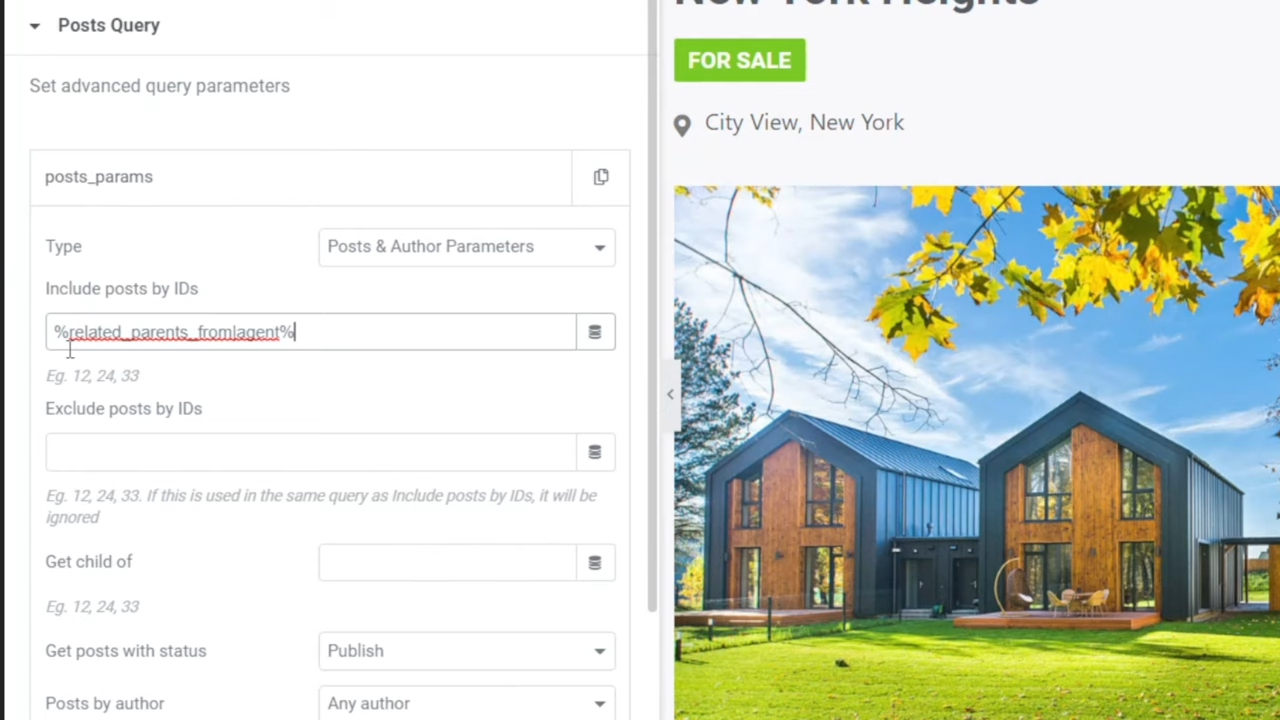 Posts Query
Set advanced query parameters
posts_params
Type
Posts & Author Parameters
Include posts by IDs
%related_parents_from|agent%
Eg. 12, 24, 33
Exclude posts by IDs
Eg. 12, 24, 33. If this is used in the same query as Include posts by IDs, it will be
ignored
Get child of
Eg. 12, 24, 33
Get posts with status
Publish
Posts by author
Any author
New York Heights
FOR SALE
City View, New York